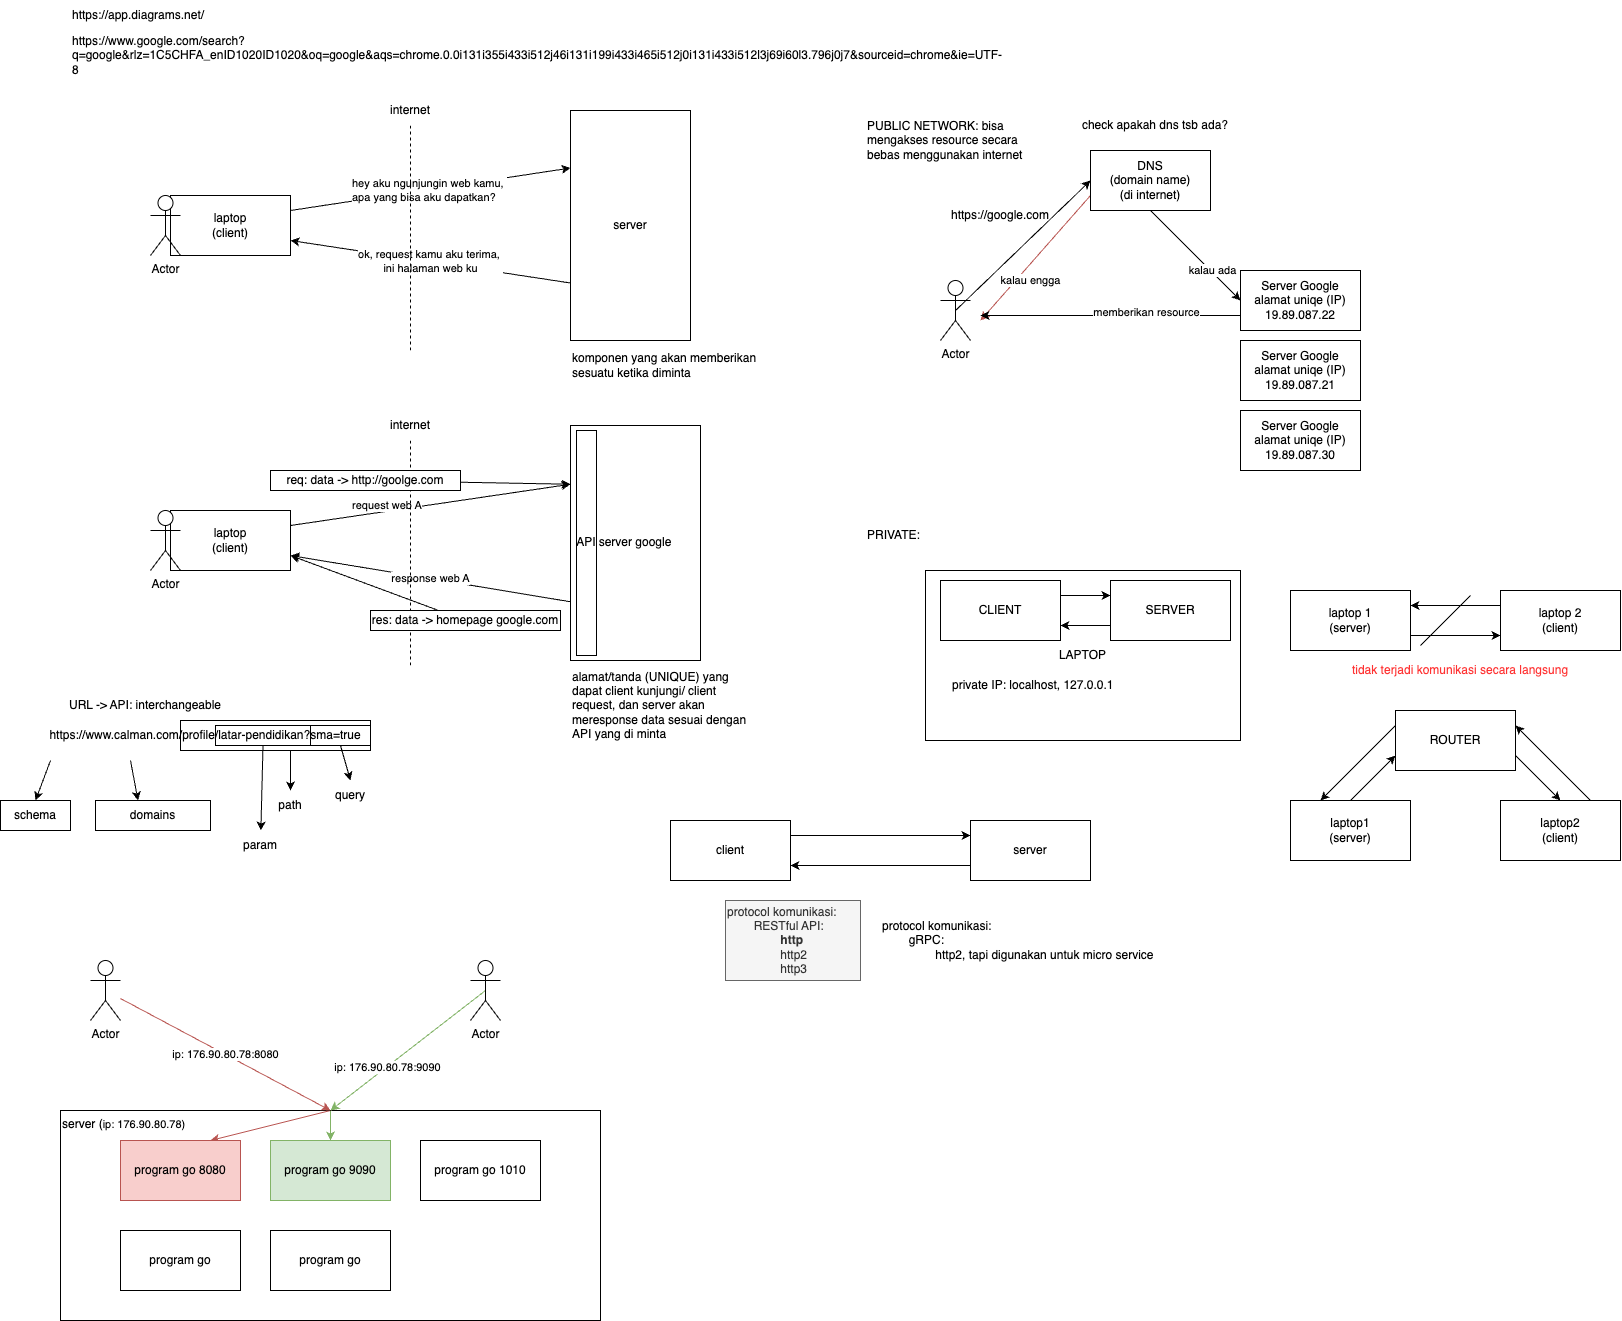 https://app.diagrams.net/
https://www.google.com/search?
q=google&rlz=1C5CHFA_enID1020ID1020&oq=google&aqs=chrome.0.0i131i355i433i512j46i131i199i433i465i512j0i131i433i512l3j69i60l3.796j0j7&sourceid=chrome&ie=UTF-
8
internet
hey aku ngunjungin web kamu,
apa yang bisa aku dapatkan?
laptop
(client)
Actor
ok, request kamu aku terima,
ini halaman web ku
server
komponen yang akan memberikan
sesuatu ketika diminta
PUBLIC NETWORK: bisa
mengakses resource secara
bebas menggunakan internet
check apakah dns tsb ada?
DNS
(domain name)
(di internet)
https://google.com
kalau engga
kalau ada
memberikan resource
Actor
Server Google
alamat uniqe (IP)
19.89.087.22
Server Google
alamat uniqe (IP)
19.89.087.21
Server Google
alamat uniqe (IP)
19.89.087.30
internet
req: data -> http://goolge.com
request web A
laptop
(client)
Actor
API server google
response web A
res: data -> homepage google.com
alamat/tanda (UNIQUE) yang
dapat client kunjungi/ client
request, dan server akan
meresponse data sesuai dengan
API yang di minta
PRIVATE:
CLIENT
SERVER
LAPTOP
private IP: localhost, 127.0.0.1
laptop 1
(server)
laptop 2
(client)
tidak terjadi komunikasi secara langsung
ROUTER
laptop1
(server)
laptop2
(client)
URL -> API: interchangeable
https://www.calman.com/profile/latar-pendidikan?sma=true
schema
domains
param
path
query
client
server
protocol komunikasi:
RESTful API:
http
http2
http3
protocol komunikasi:
gRPC:
http2, tapi digunakan untuk micro service
Actor
Actor
ip: 176.90.80.78:8080
ip: 176.90.80.78:9090
server (ip: 176.90.80.78)
program go 8080
program go 9090
program go 1010
program go
program go